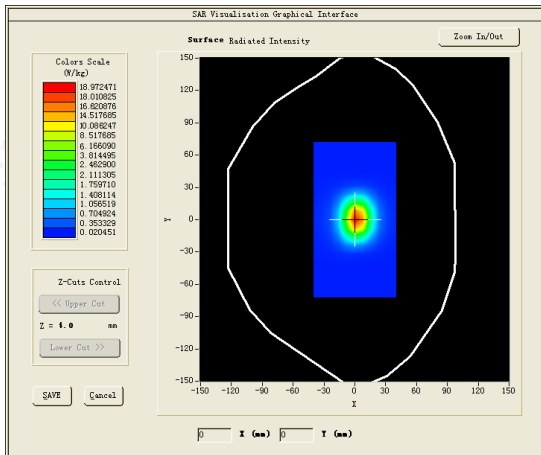 SAR Visualisation Graphical Interface
Surface Radiated Intensity
Zoom In/Out
Colors Scale
(W/kg)
18.972471
18.010825
16.620876
14.517685
10.086247
8.517685
6.166090
3.814495
2.462900
2.111305
1.759710
1.408114
1.056519
0.704924
0.353329
0.020451
150
120
90
60
30
0
-30
-60
-90
-120
-150
Y
-150 -120 -90 -60 -30 0 30 60 90 120 150
X
Z-Cuts Control
<< Upper Cut
Z = 4.0 mm
Lower Cut >>
SAVE Cancel
0 X (mm) 0 Y (mm)